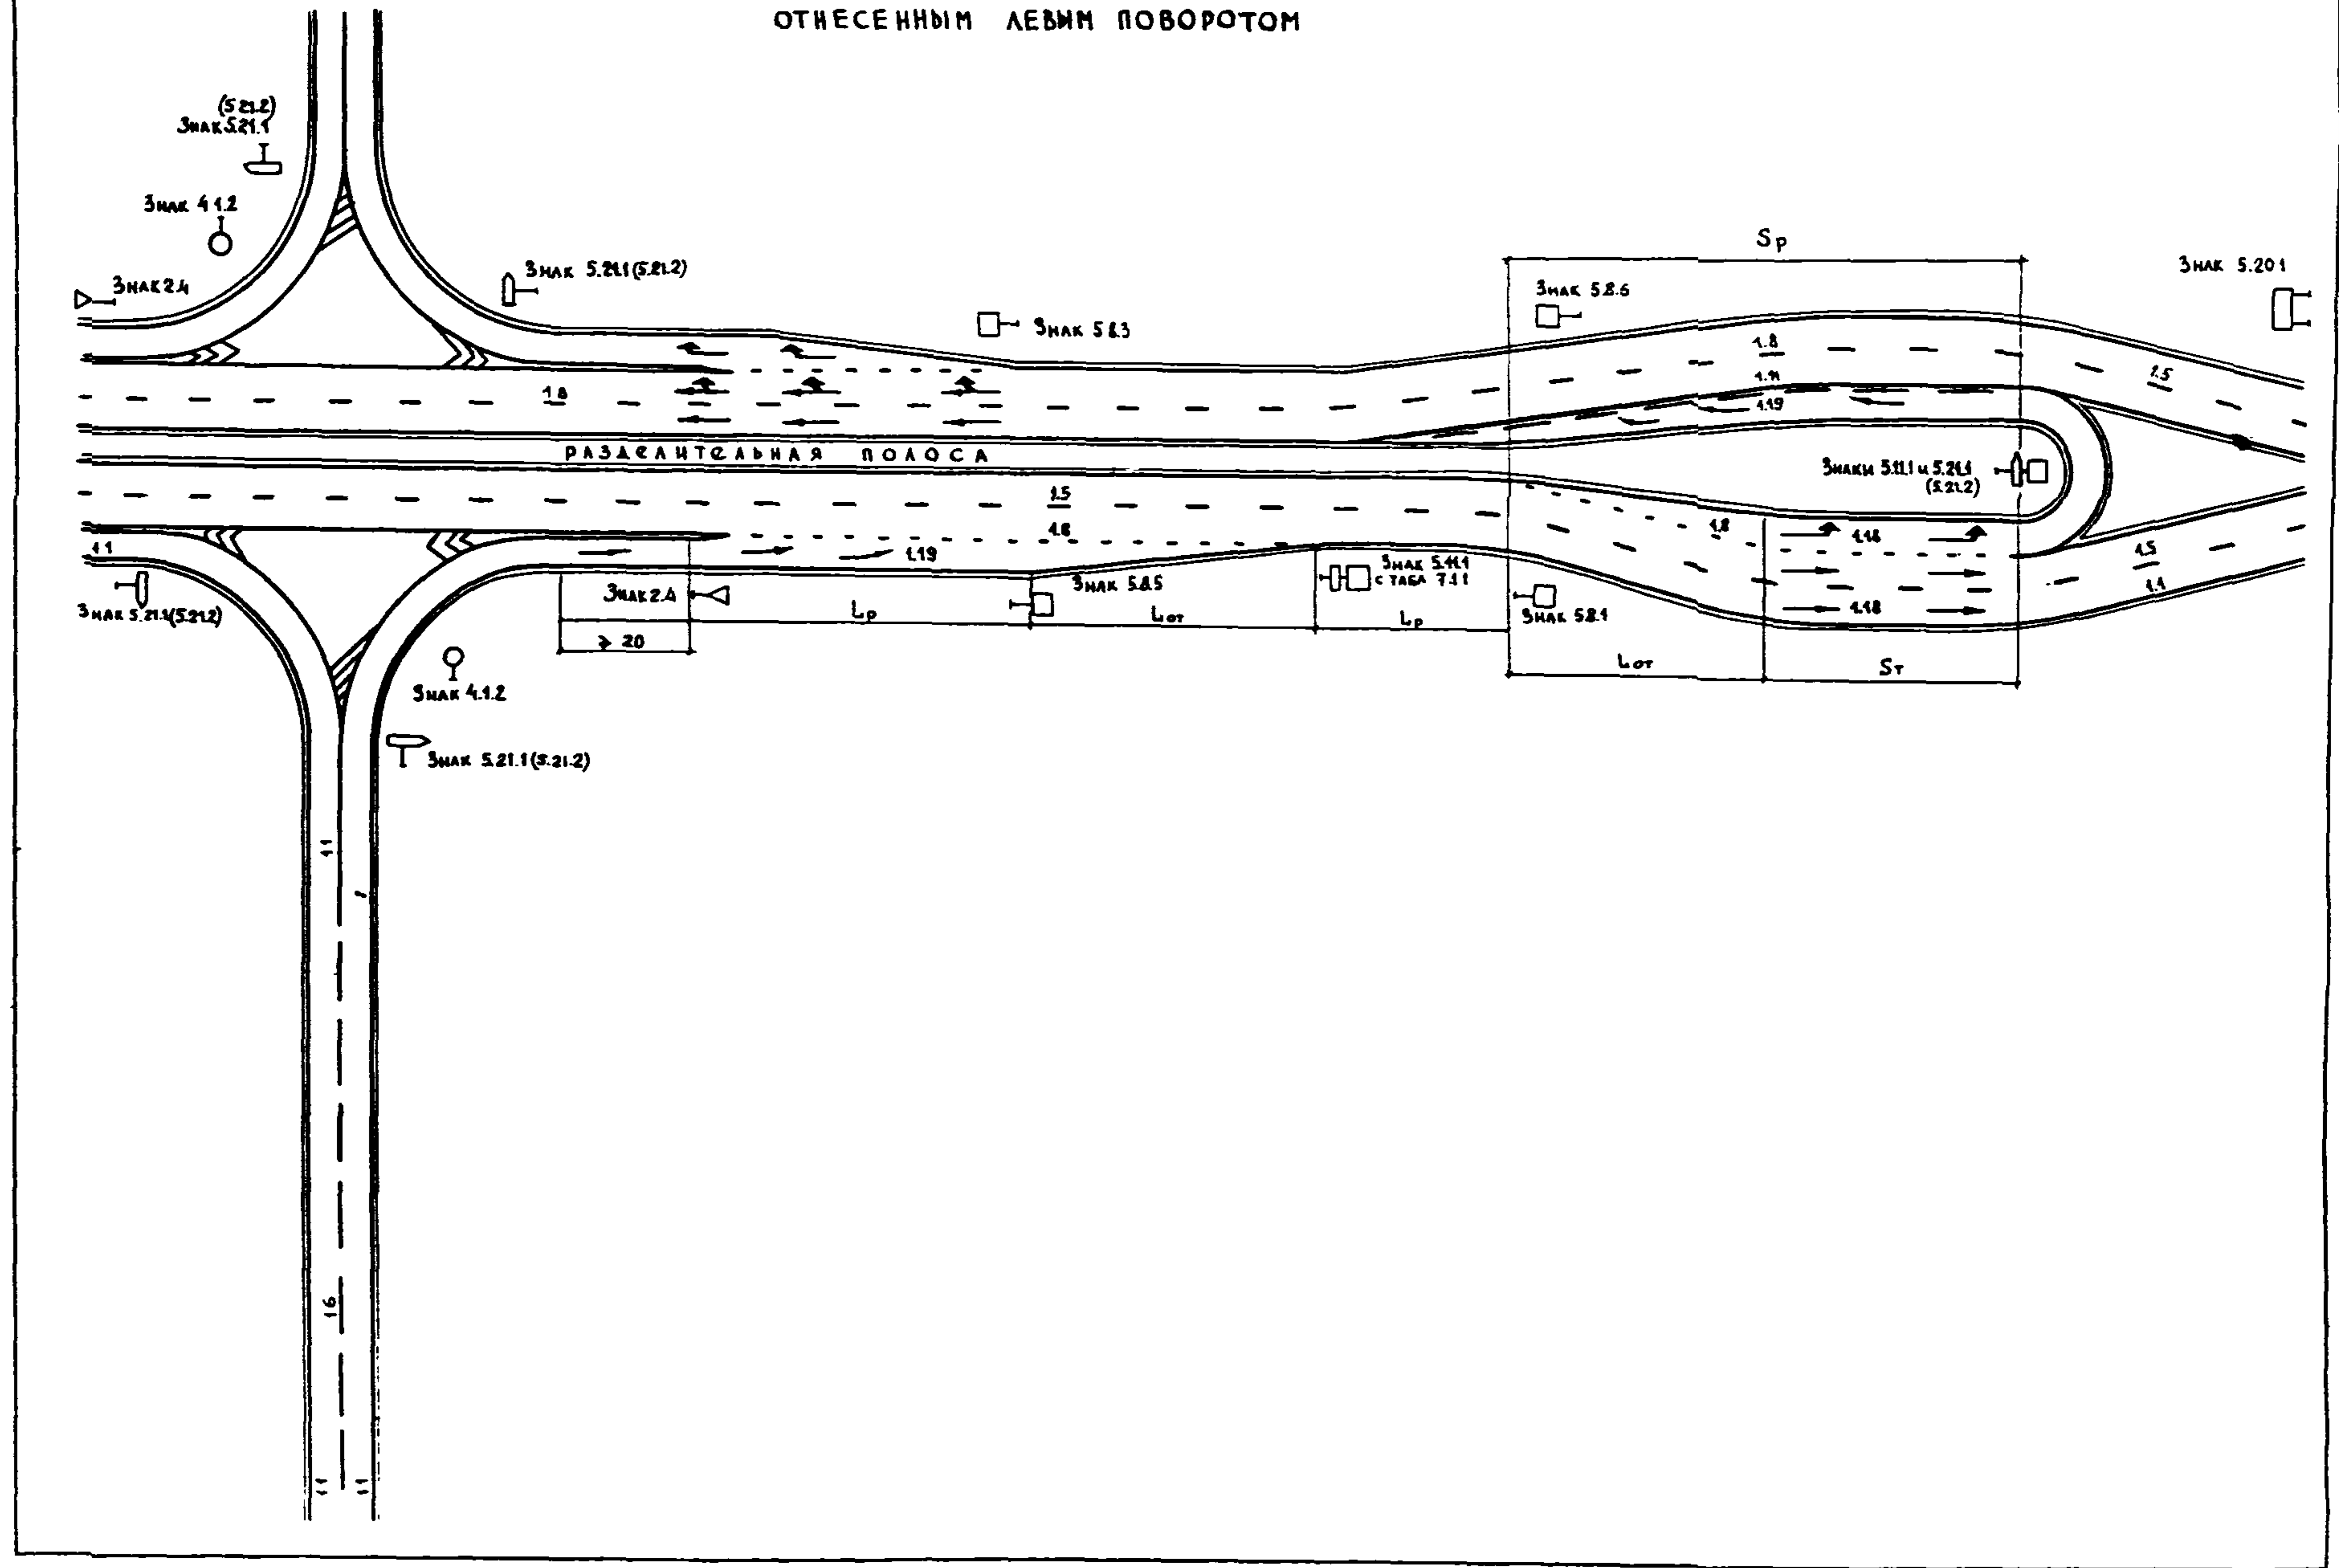 ОТНЕСЕННЫМ ЛЕВЫМ ПОВОРОТОМ
(5.21.2)
Знак 5.21.1
Знак 4.1.2
Знак 2.4
Знак 5.21.1 (5.21.2)
Знак 5.8.3
Sр
Знак 5.8.6
Знак 5.20.1
1.8
1.5
1.11
1.19
1.8
РАЗДЕЛИТЕЛЬНАЯ ПОЛОСА
Знаки 5.11.1 и 5.21.1
(5.21.2)
1.5
1.6
1.8
1.18
1.5
1.1
1.19
1.1
1.18
Знак 5.21.1 (5.21.2)
Знак 2.4
Знак 5.8.5
Знак 5.11.1
с табл 7.1.1
Знак 5.8.1
Lр
Lот
Lр
≥ 20
Lот
Sт
Знак 4.1.2
Знак 5.21.1 (5.21.2)
1.1
1.6
1.1
1.1